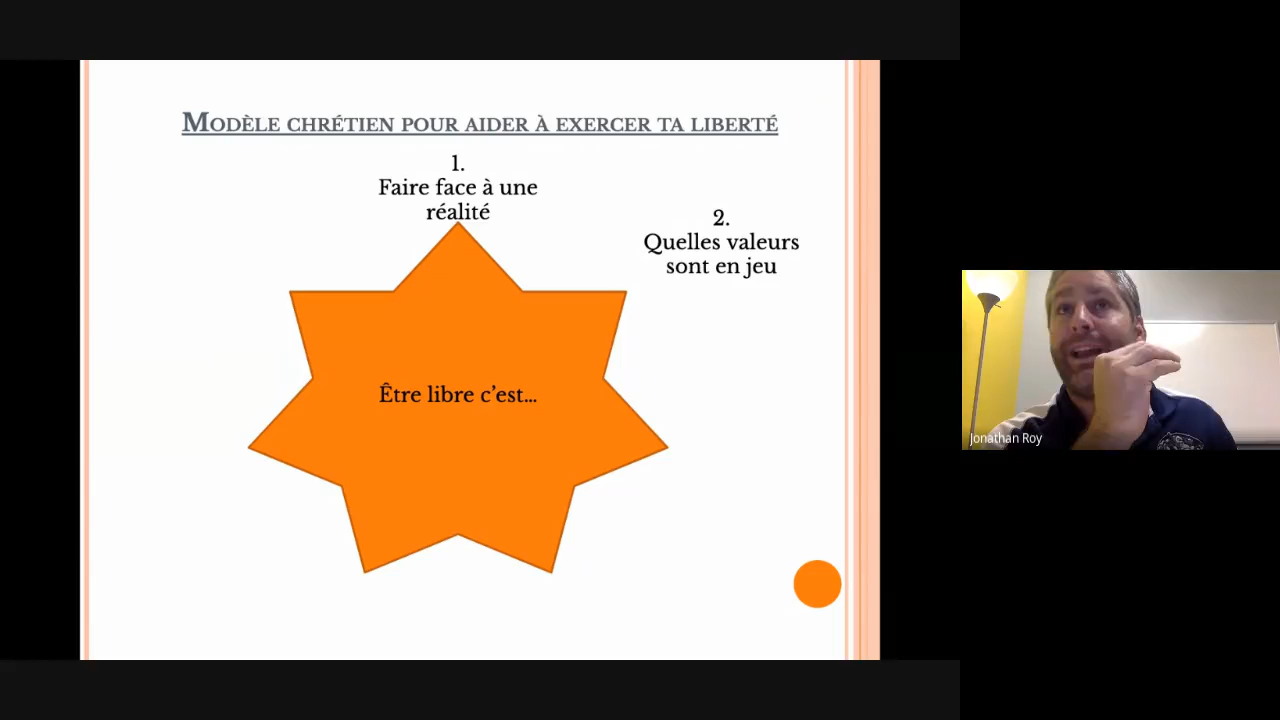 Modèle chrétien pour aider à exercer ta liberté
1.
Faire face à une
réalité
2.
Quelles valeurs
sont en jeu
Être libre c’est...
Jonathan Roy